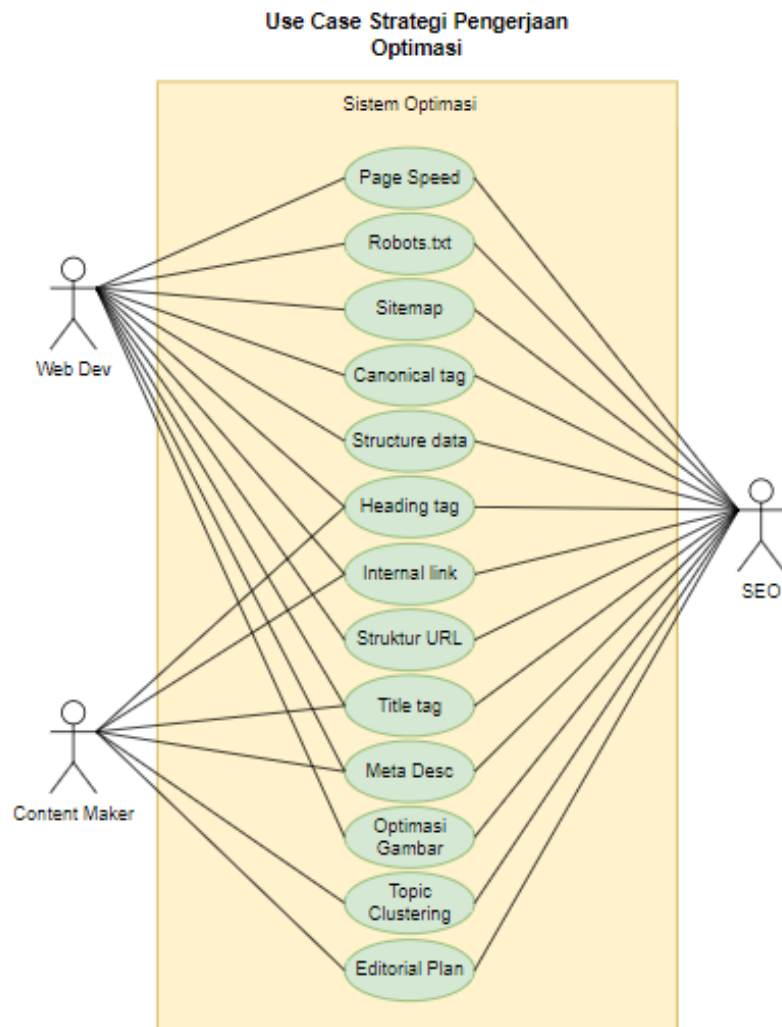 Use Case Strategi Pengerjaan
Optimasi
Sistem Optimasi
Page Speed
Robots.txt
Sitemap
Web Dev
Canonical tag
Structure data
Heading tag
Internal link
SEO
Struktur URL
Title tag
Meta Desc
Content Maker
Optimasi
Gambar
Topic
Clustering
Editorial Plan